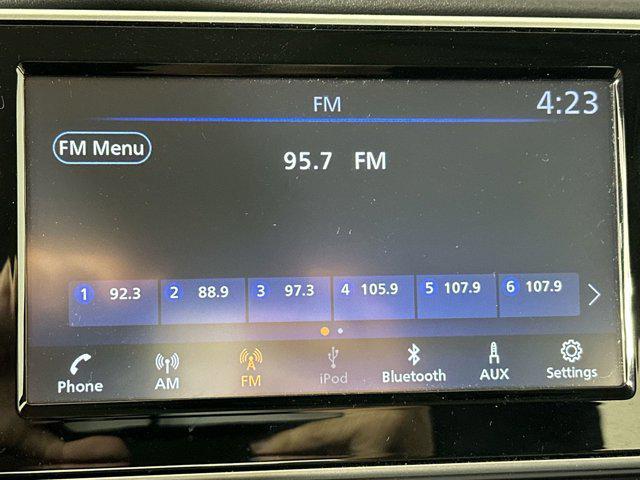 FM 4:23
FM Menu
95.7 FM
1 92.3 2 88.9 3 97.3 4 105.9 5 107.9 6 107.9
Phone AM FM iPod Bluetooth AUX Settings